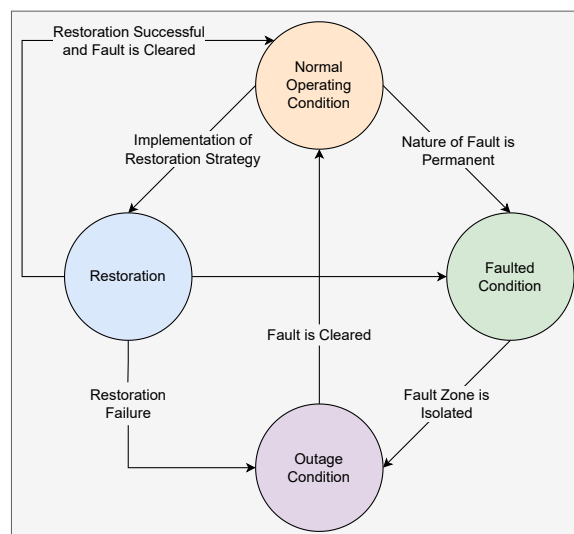 Restoration Successful
and Fault is Cleared
Normal
Operating
Condition
Implementation of
Restoration Strategy
Nature of Fault is
Permanent
Restoration
Faulted
Condition
Fault is Cleared
Restoration
Failure
Fault Zone is
Isolated
Outage
Condition